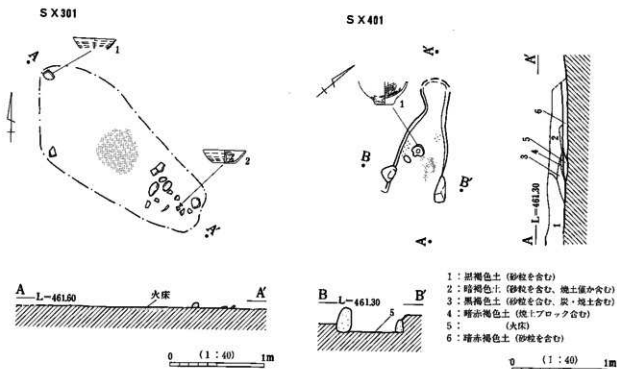 SX301
A
1
2
A'
A L=461.60 火床 A'
0 (1:40) 1m
SX401
A'
1
B
B'
A
B L=461.30 B'
5
A'
6
2
5
4
3
1
A L=461.30
1:黒褐色土(砂粒を含む)
2:暗褐色土(砂粒を含む、焼土僅か含む)
3:黒褐色土(砂粒を含む、炭・焼土含む)
4:暗赤褐色土(焼土ブロック含む)
5: (火床)
6:暗赤褐色土(砂粒を含む)
0 (1:40) 1m